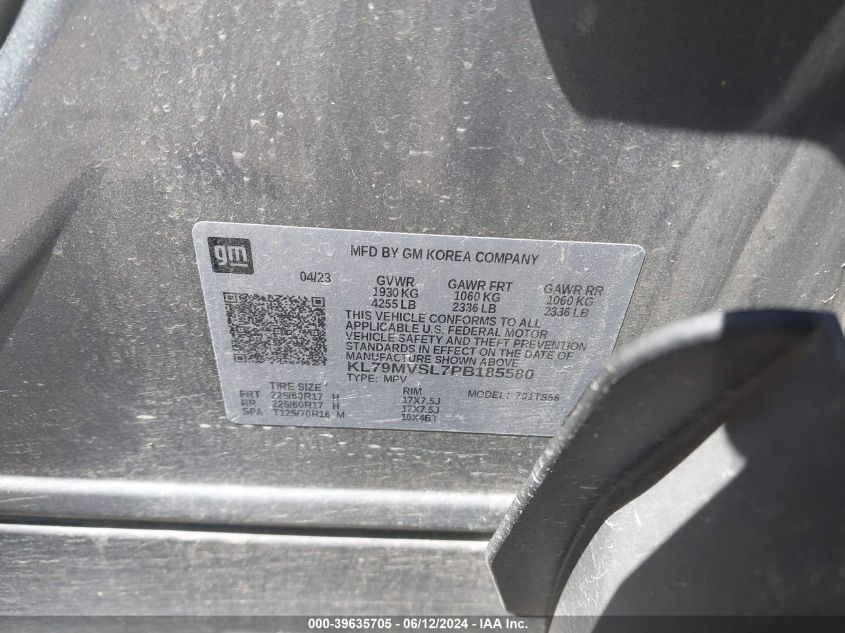 gm
MFD BY GM KOREA COMPANY
04/23 GVWR GAWR FRT GAWR RR
1930 KG 1060 KG 1060 KG
4255 LB 2336 LB 2336 LB
THIS VEHICLE CONFORMS TO ALL
APPLICABLE U.S. FEDERAL MOTOR
VEHICLE SAFETY AND THEFT PREVENTION
STANDARDS IN EFFECT ON THE DATE OF
MANUFACTURE SHOWN ABOVE
KL79MVSL7PB185580
TYPE: MPV MODEL: 701TS56
TIRE SIZE RIM
FRT 225/60R17 H 17X7.5J
RR 225/60R17 H 17X7.5J
SPA T125/70R16 M 16X4BT
000-39635705 - 06/12/2024 - IAA Inc.